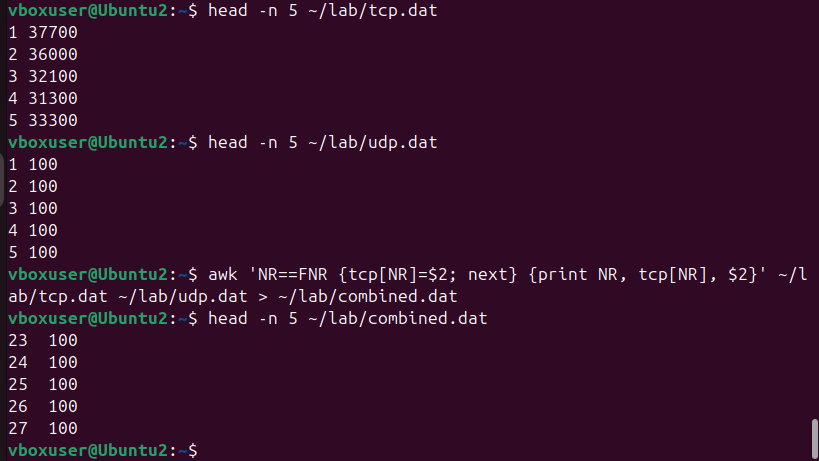 vboxuser@Ubuntu2:~$ head -n 5 ~/lab/tcp.dat
1 37700
2 36000
3 32100
4 31300
5 33300
vboxuser@Ubuntu2:~$ head -n 5 ~/lab/udp.dat
1 100
2 100
3 100
4 100
5 100
vboxuser@Ubuntu2:~$ awk 'NR==FNR {tcp[NR]=$2; next} {print NR, tcp[NR], $2}' ~/l
ab/tcp.dat ~/lab/udp.dat > ~/lab/combined.dat
vboxuser@Ubuntu2:~$ head -n 5 ~/lab/combined.dat
23  100
24  100
25  100
26  100
27  100
vboxuser@Ubuntu2:~$